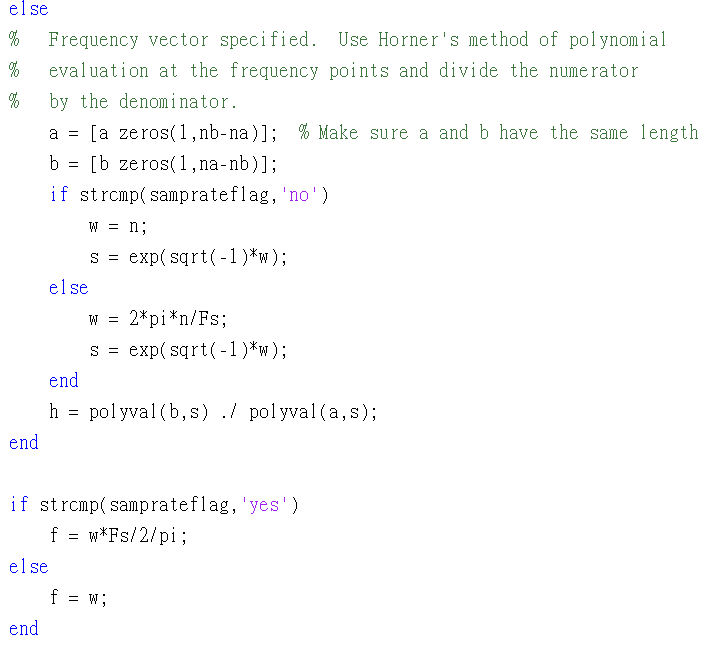 else
%   Frequency vector specified.  Use Horner's method of polynomial
%   evaluation at the frequency points and divide the numerator
%   by the denominator.
    a = [a zeros(1,nb-na)];  % Make sure a and b have the same length
    b = [b zeros(1,na-nb)];
    if strcmp(samprateflag,'no')
        w = n;
        s = exp(sqrt(-1)*w);
    else
        w = 2*pi*n/Fs;
        s = exp(sqrt(-1)*w);
    end
    h = polyval(b,s) ./ polyval(a,s);
end

if strcmp(samprateflag,'yes')
    f = w*Fs/2/pi;
else
    f = w;
end